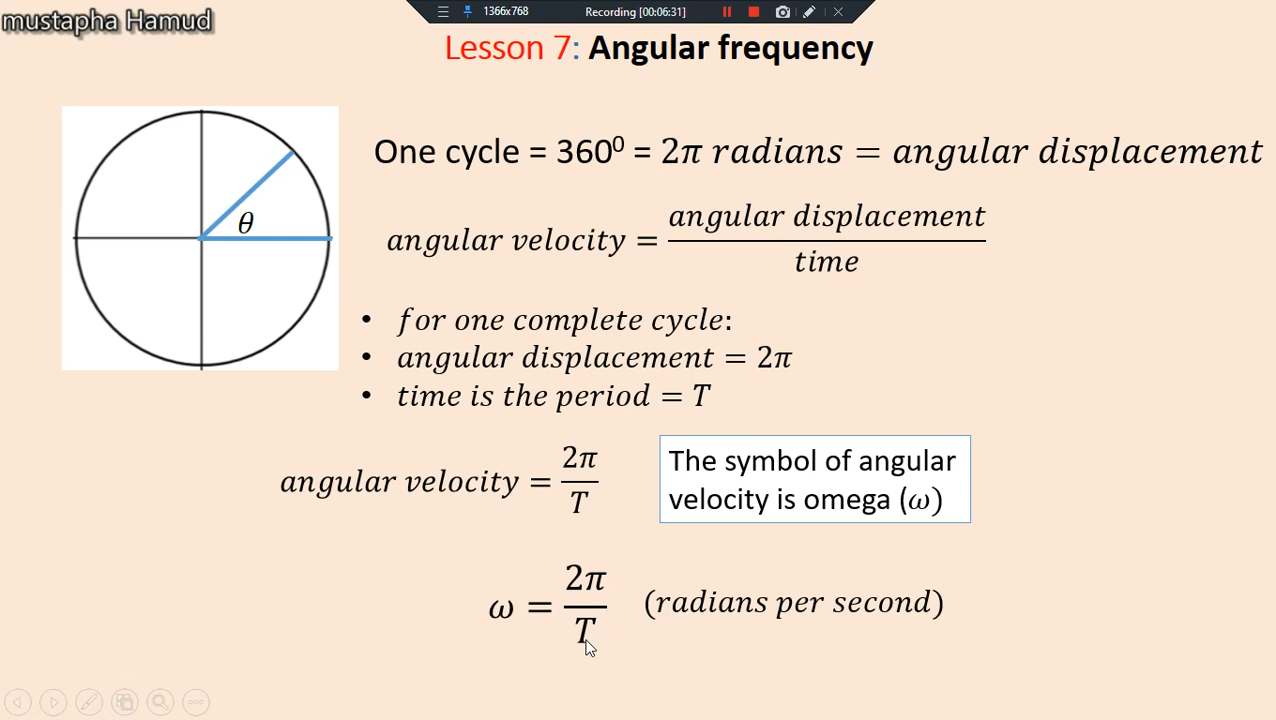 mustapha Hamud
1366x768 Recording [00:06:31]
Lesson 7: Angular frequency
One cycle = 360⁰ = 2π radians = angular displacement
angular velocity = angular displacement / time
θ
• for one complete cycle:
• angular displacement = 2π
• time is the period = T
angular velocity = 2π / T
The symbol of angular
velocity is omega (ω)
ω = 2π / T (radians per second)